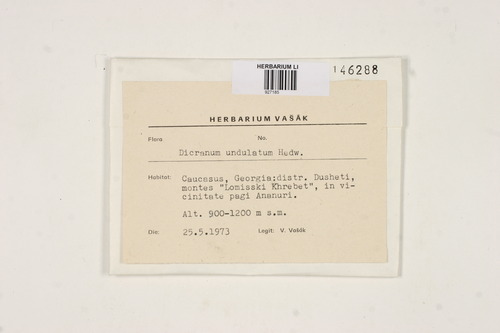 HERBARIUM LI
627165
146288
HERBARIUM VAŠÁK
Flora No.
Dicranum undulatum Hedw.
Habitat: Caucasus, Georgia:distr. Dusheti,
montes "Lomisski Khrebet", in vi-
cinitate pagi Ananuri.
Alt. 900-1200 m s.m.
Die: 25.5.1973 Legit: V. Vašák